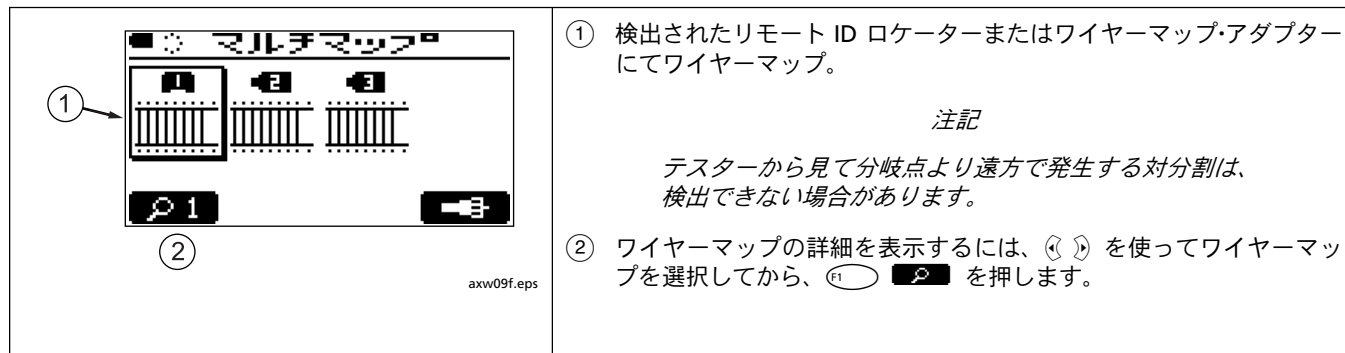 マルチマップ
1 2 3
①
1
②
axw09f.eps
① 検出されたリモート ID ロケーターまたはワイヤーマップ・アダプター
にてワイヤーマップ。
注記
テスターから見て分岐点より遠方で発生する対分割は、
検出できない場合があります。
② ワイヤーマップの詳細を表示するには、 を使ってワイヤーマッ
プを選択してから、 F1 を押します。